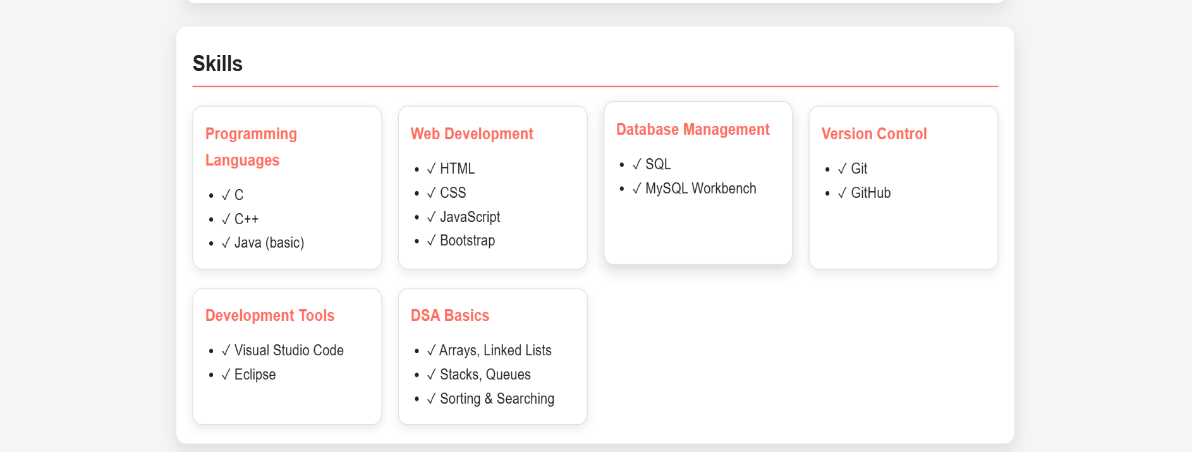 Skills
Programming
Languages
✓ C
✓ C++
✓ Java (basic)
Web Development
✓ HTML
✓ CSS
✓ JavaScript
✓ Bootstrap
Database Management
✓ SQL
✓ MySQL Workbench
Version Control
✓ Git
✓ GitHub
Development Tools
✓ Visual Studio Code
✓ Eclipse
DSA Basics
✓ Arrays, Linked Lists
✓ Stacks, Queues
✓ Sorting & Searching